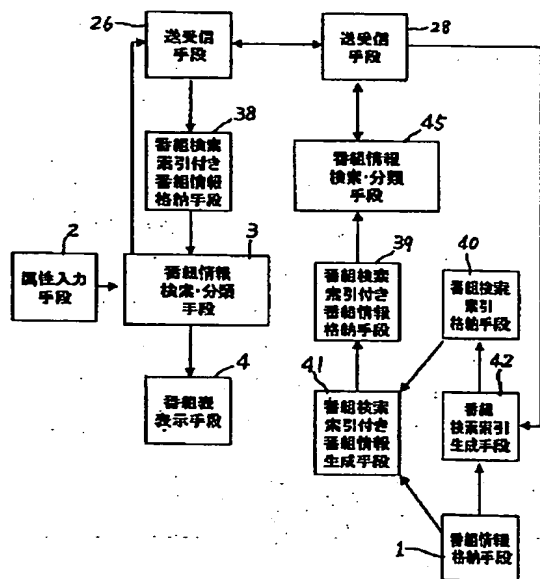 26
送受信
手段
28
送受信
手段
38
番組検索
索引付き
番組情報
格納手段
45
番組情報
検索・分類
手段
2
属性入力
手段
3
番組情報
検索・分類
手段
39
番組検索
索引付き
番組情報
格納手段
40
番組検索
索引
格納手段
4
番組表
表示手段
41
番組検索
索引付き
番組情報
生成手段
42
番組
検索索引
生成手段
1
番組情報
格納手段